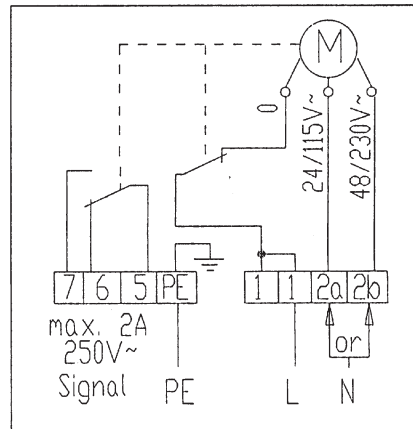 M
0
24/115V~
48/230V~
7 6 5 PE 1 1 2a 2b
max. 2A
250V~
Signal
or
PE L N